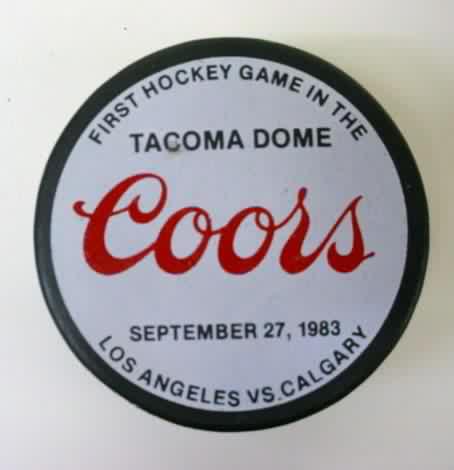 FIRST HOCKEY GAME IN THE
TACOMA DOME
Coors
SEPTEMBER 27, 1983
LOS ANGELES VS. CALGARY